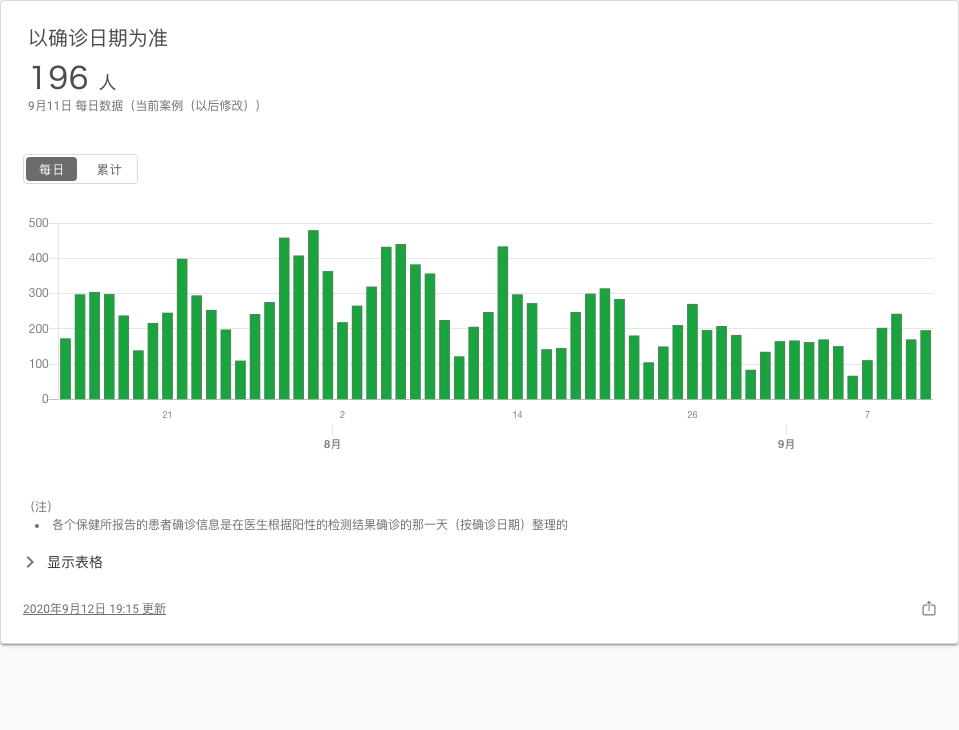 以确诊日期为准
196 人
9月11日 每日数据（当前案例（以后修改））
每日 累计
500
400
300
200
100
0
21 2 14 26 7
8月 9月
（注）
• 各个保健所报告的患者确诊信息是在医生根据阳性的检测结果确诊的那一天（按确诊日期）整理的
显示表格
2020年9月12日 19:15 更新